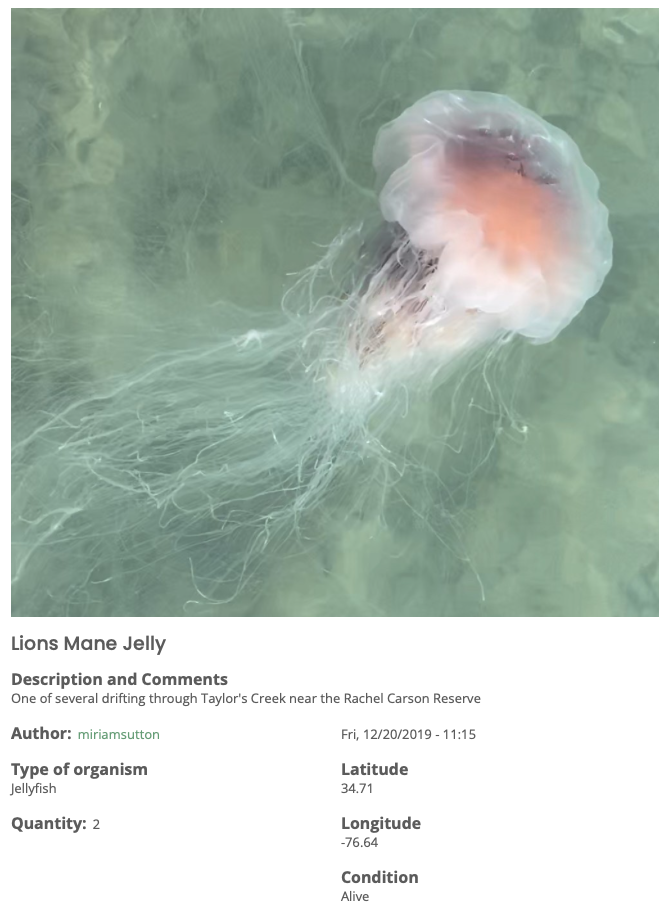 Lions Mane Jelly
Description and Comments
One of several drifting through Taylor's Creek near the Rachel Carson Reserve
Author: miriamsutton
Fri, 12/20/2019 - 11:15
Type of organism
Jellyfish
Latitude
34.71
Quantity: 2
Longitude
-76.64
Condition
Alive